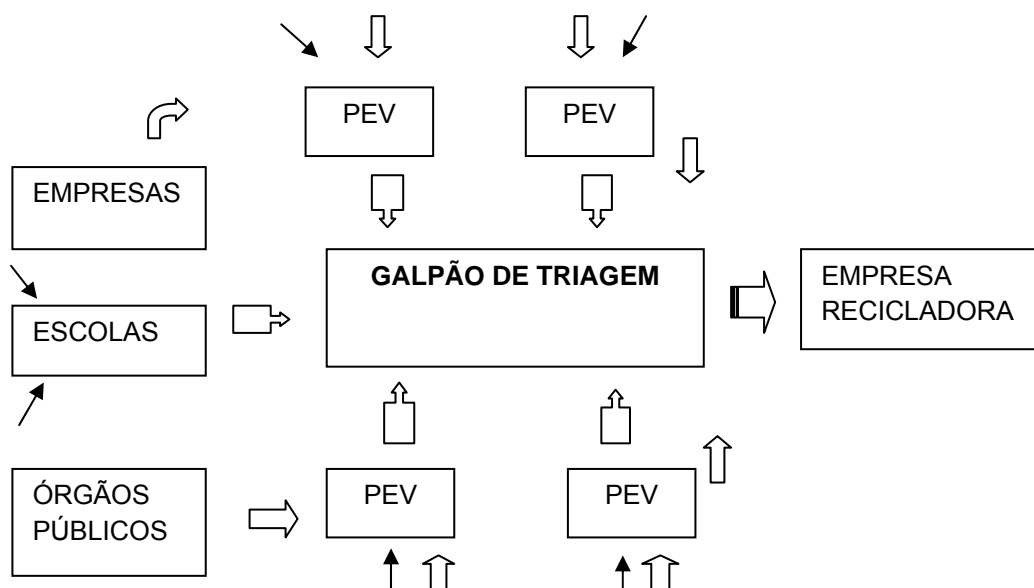 PEV
PEV
EMPRESAS
GALPÃO DE TRIAGEM
EMPRESA
RECICLADORA
ESCOLAS
ÓRGÃOS
PÚBLICOS
PEV
PEV